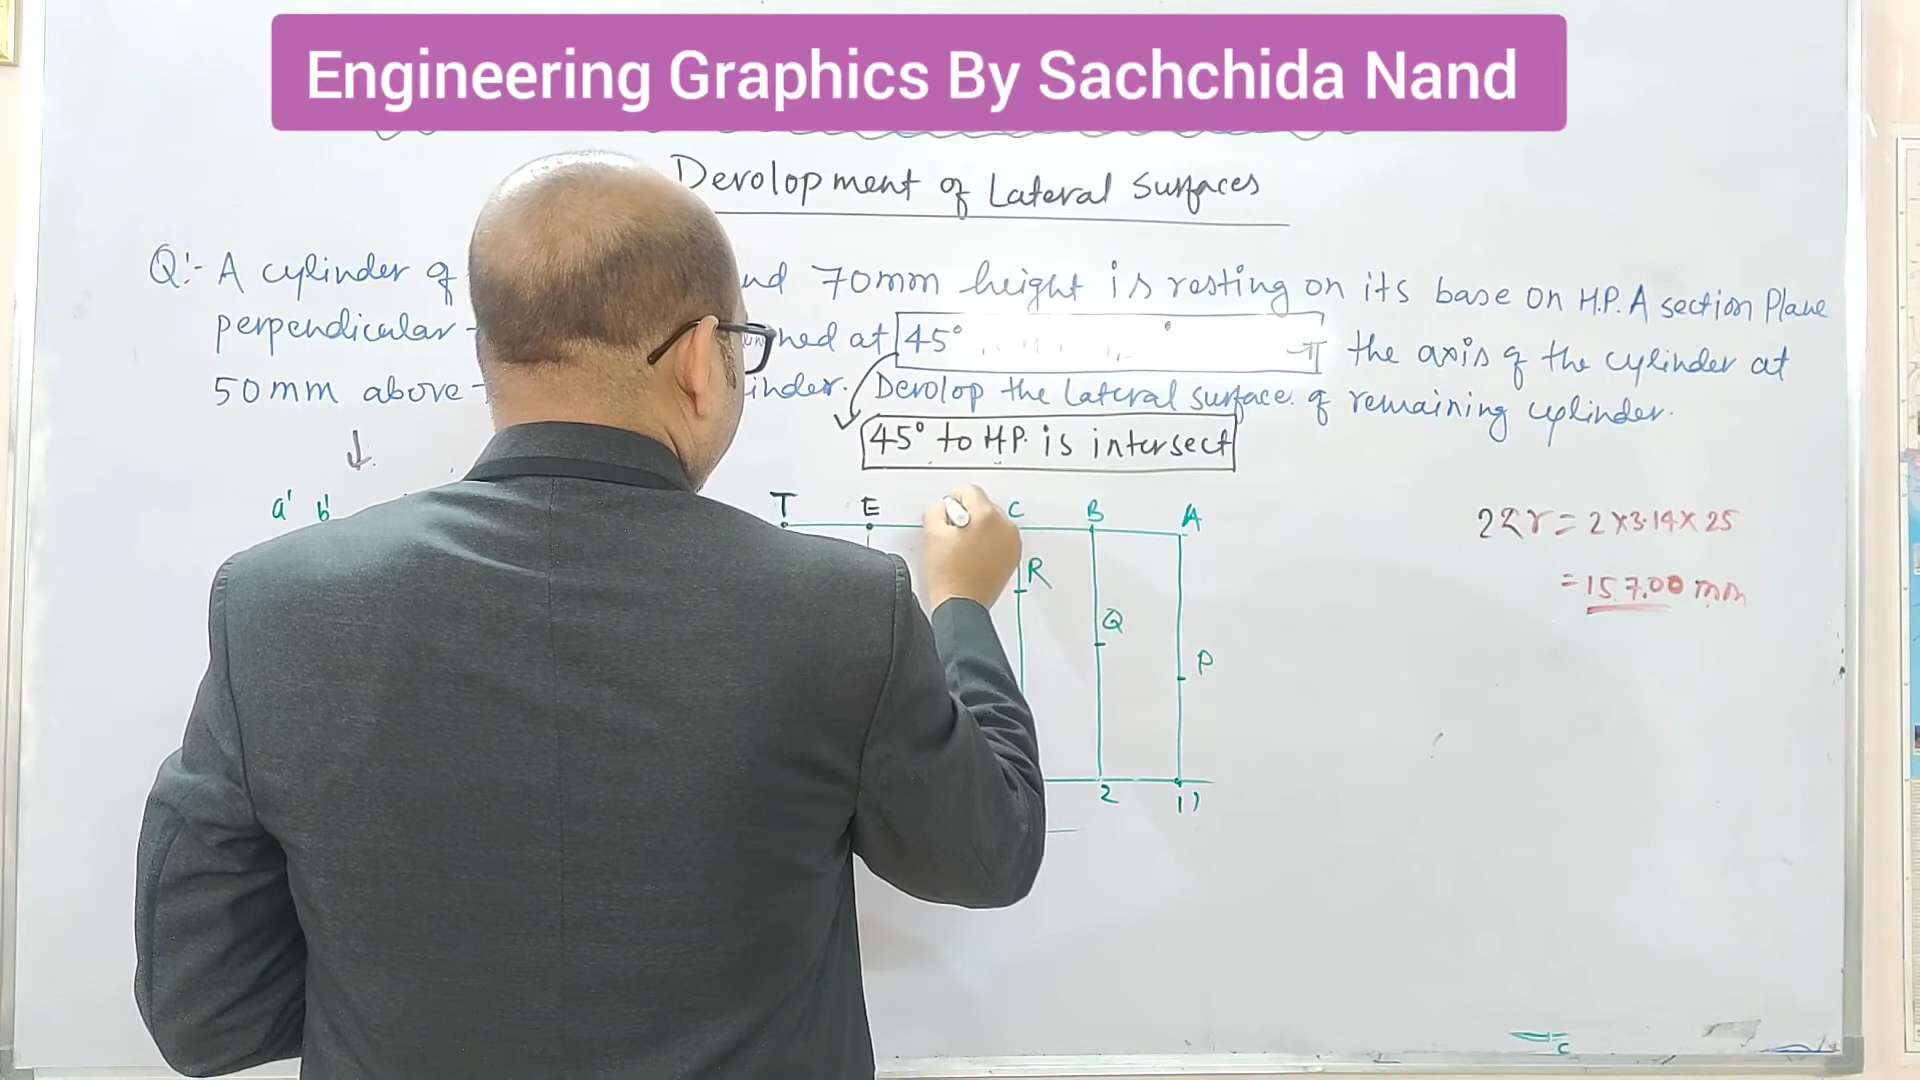 Engineering Graphics By Sachchida Nand
Devolopment of Lateral Surfaces
Q:- A cylinder of nd 70mm height is resting on its base on H.P. A section Plane
perpendicular ned at 45° the axis of the cylinder at
50mm above inder. Devolop the lateral surface of remaining cylinder.
45° to H.P. is intersect
a' b' T E C B A
R
Q
P
2 1)
2πr = 2 x 3.14 x 25
= 157.00 mm